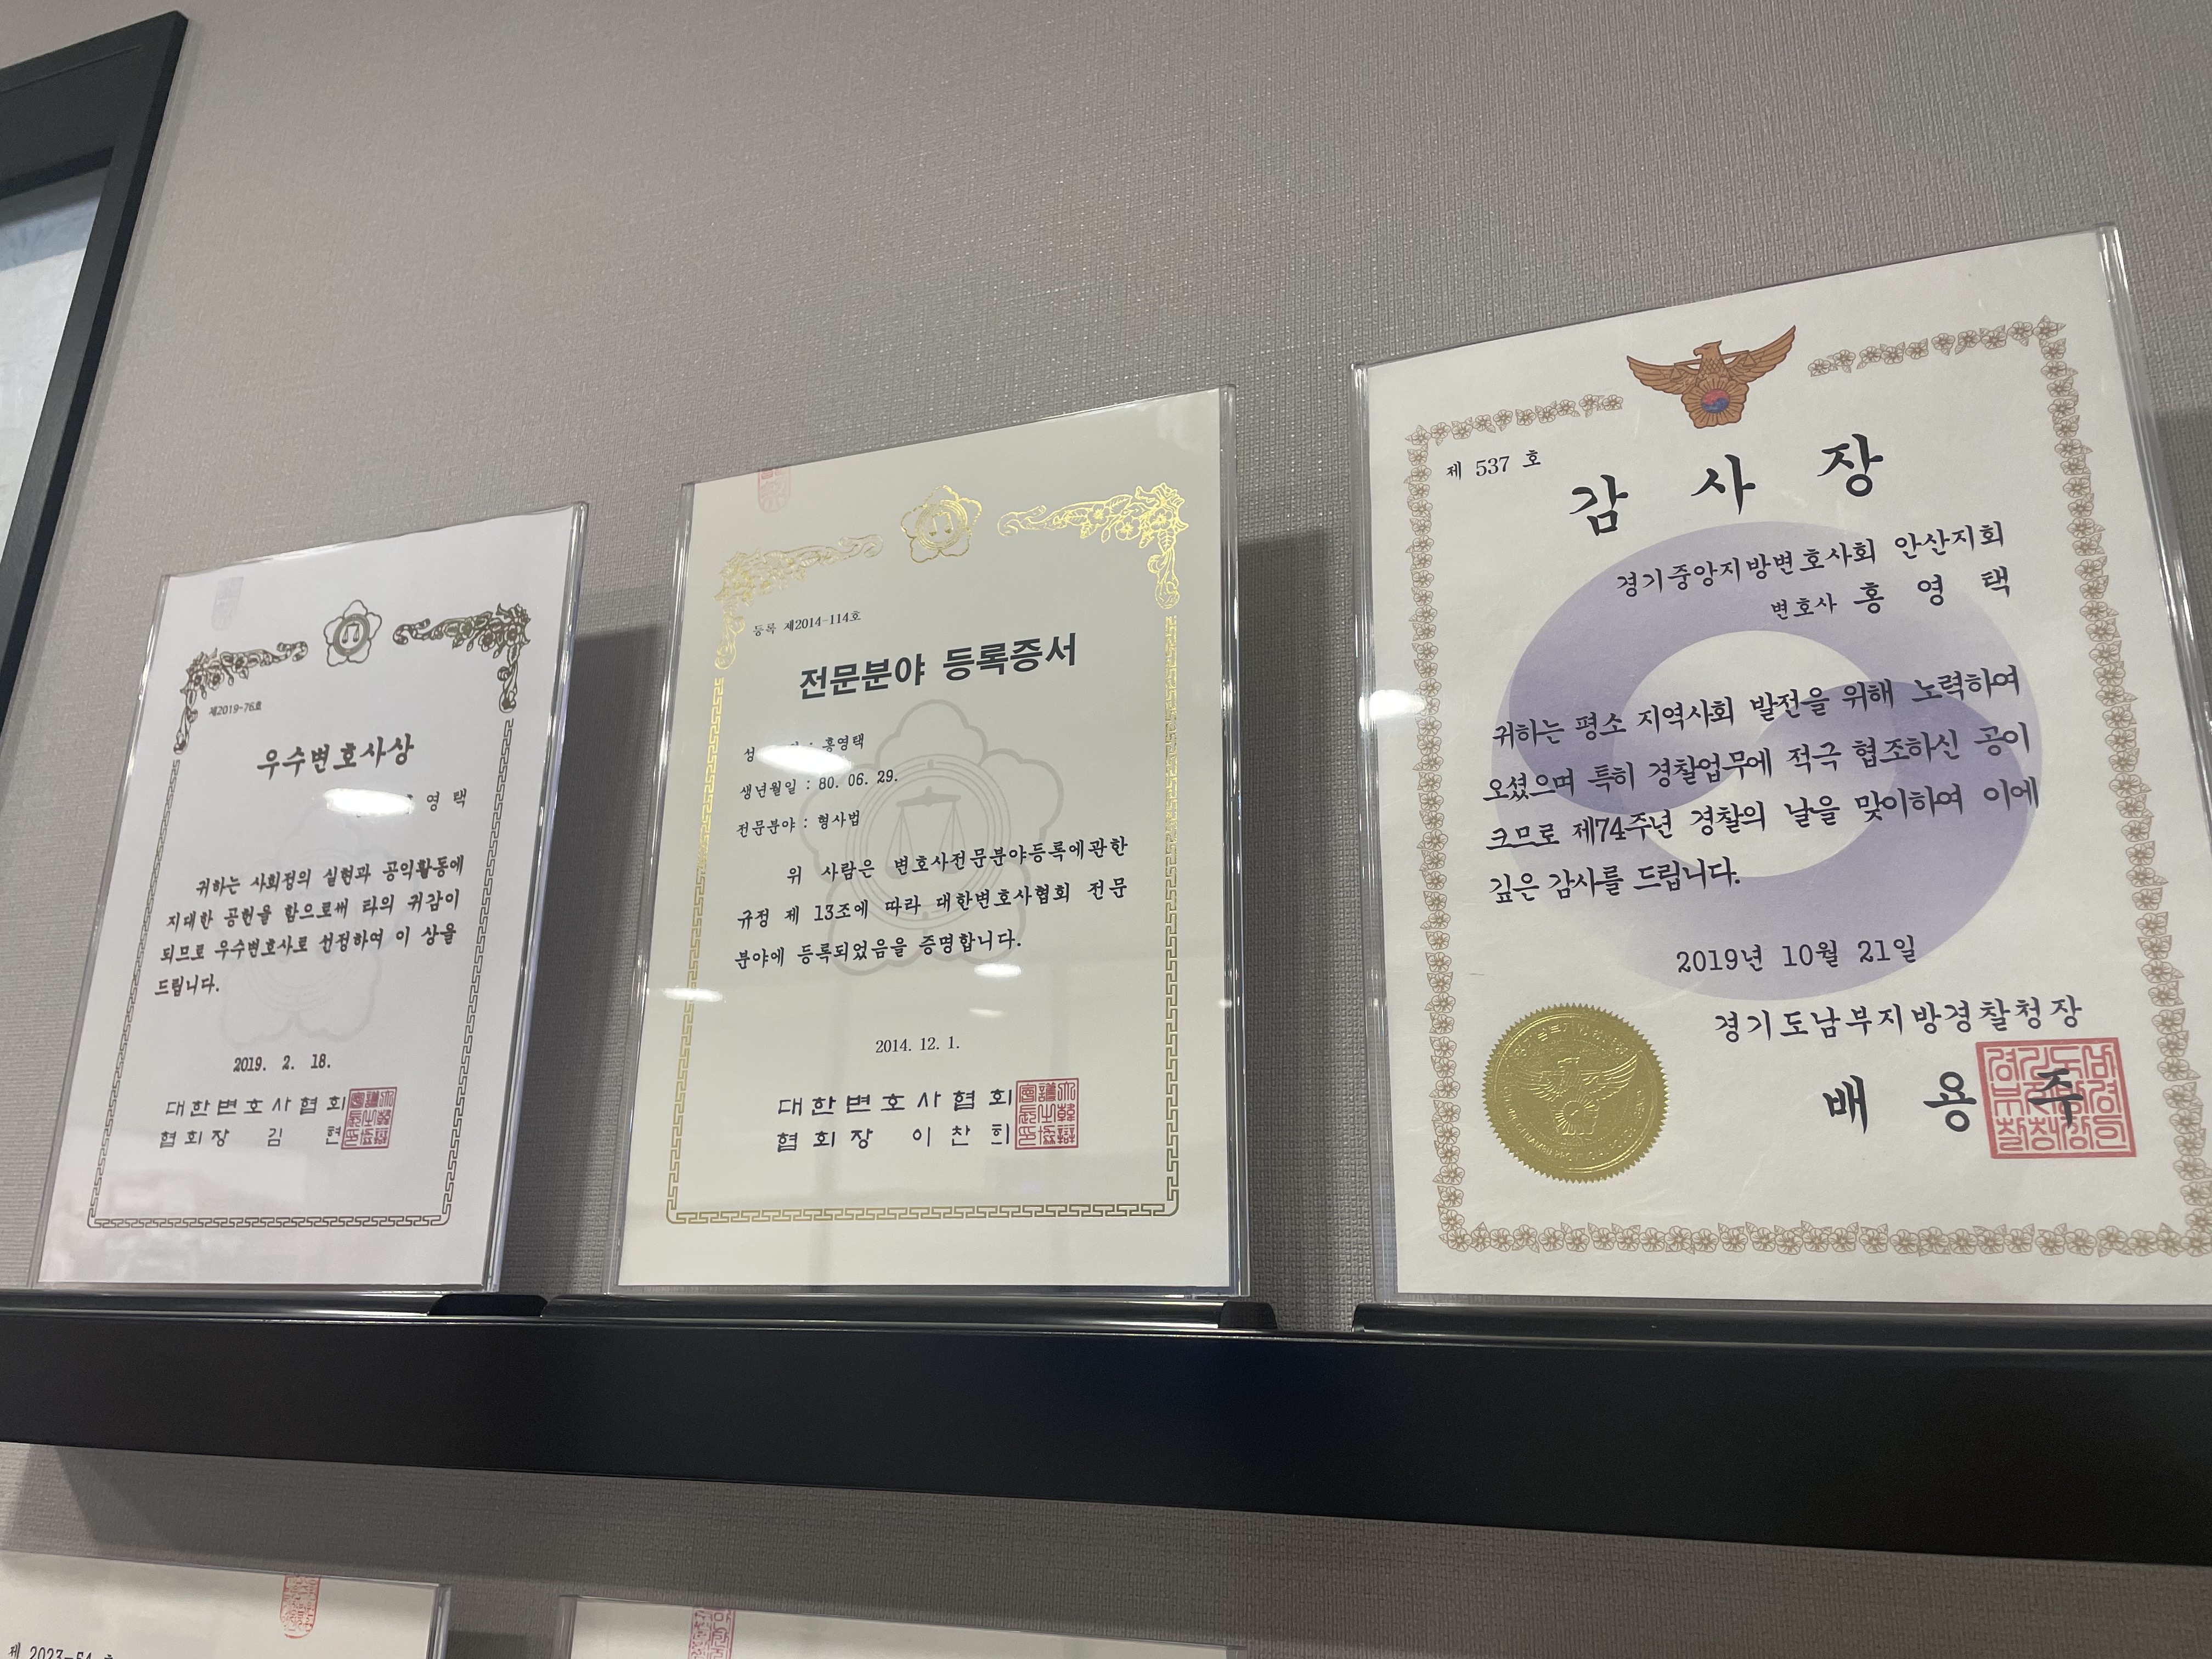 제2019-76호
우수변호사상
영 택
귀하는 사회정의 실현과 공익활동에
지대한 공헌을 함으로써 타의 귀감이
되므로 우수변호사로 선정하여 이 상을
드립니다.
2019. 2. 18.
대한변호사협회
협회장 김 현
등록 제2014-114호
전문분야 등록증서
성 : 홍영택
생년월일 : 80. 06. 29.
전문분야 : 형사법
위 사람은 변호사전문분야등록에관한
규정 제 13조에 따라 대한변호사협회 전문
분야에 등록되었음을 증명합니다.
2014. 12. 1.
대한변호사협회
협회장 이찬희
제 537 호
감 사 장
경기중앙지방변호사회 안산지회
변호사 홍 영 택
귀하는 평소 지역사회 발전을 위해 노력하여
오셨으며 특히 경찰업무에 적극 협조하신 공이
크므로 제74주년 경찰의 날을 맞이하여 이에
깊은 감사를 드립니다.
2019년 10월 21일
경기도남부지방경찰청장
배 용 주